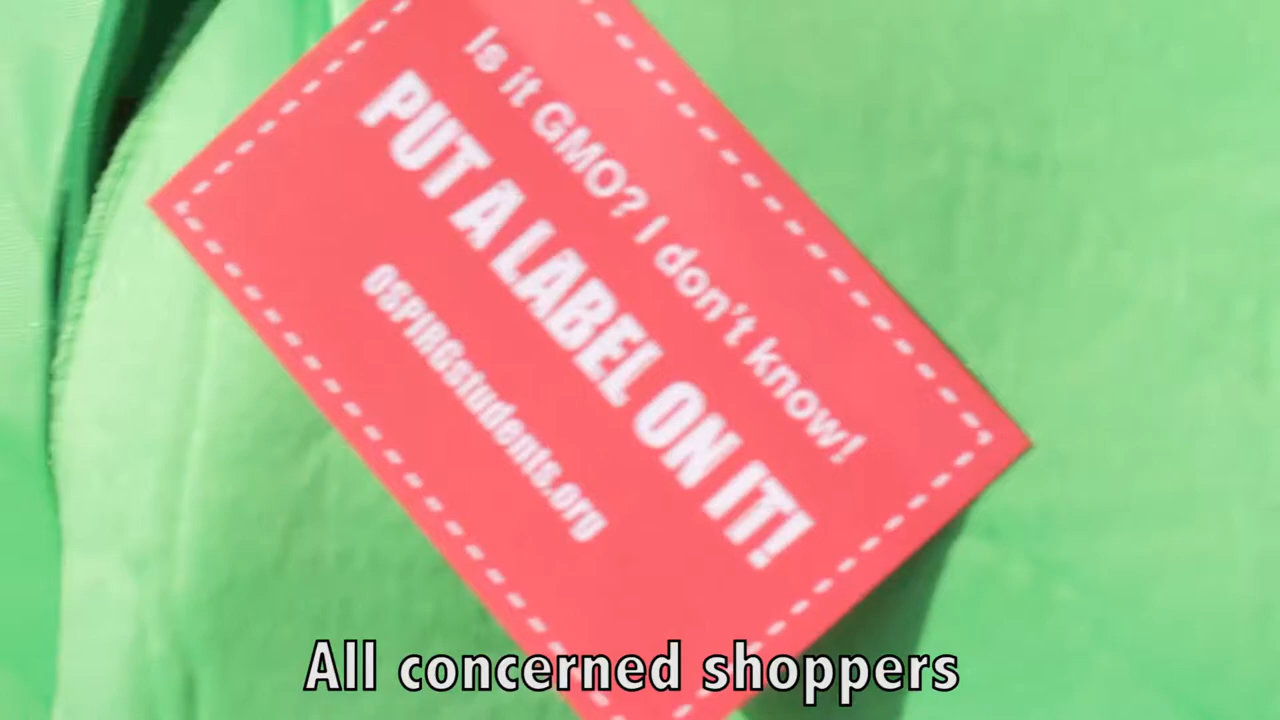 Is it GMO? I don't know!
PUT A LABEL ON IT!
OSPIRGstudents.org
All concerned shoppers